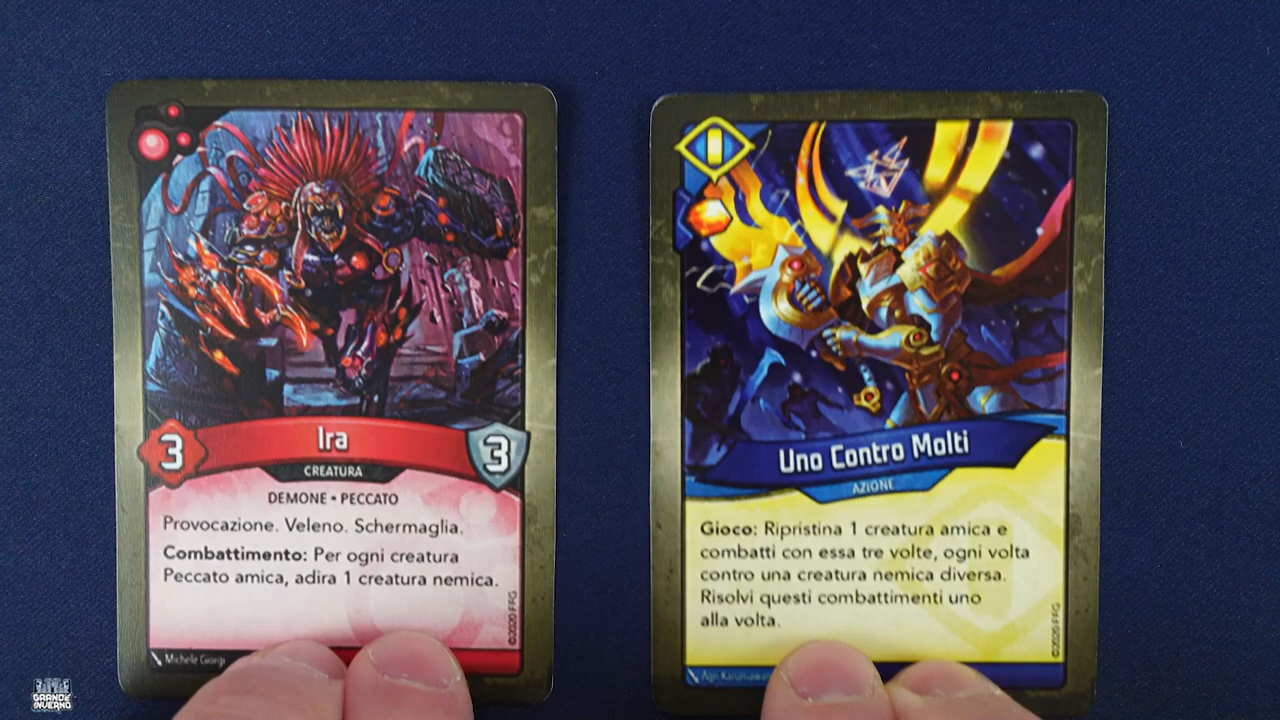 3
Ira
3
CREATURA
DEMONE • PECCATO
Provocazione. Veleno. Schermaglia.
Combattimento: Per ogni creatura
Peccato amica, adira 1 creatura nemica.
©2020 FFG
Michele Giorgi
Uno Contro Molti
AZIONE
Gioco: Ripristina 1 creatura amica e
combatti con essa tre volte, ogni volta
contro una creatura nemica diversa.
Risolvi questi combattimenti uno
alla volta.
©2020 FFG
Agri Karuniawan
GRANDE
INVERNO